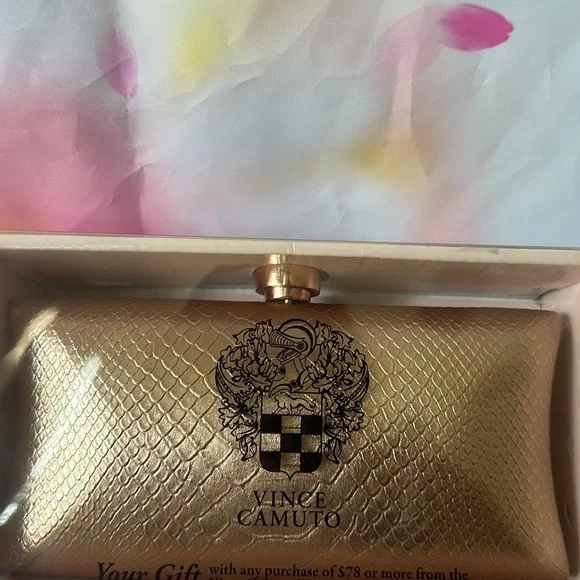 VINCE
CAMUTO
Your Gift with any purchase of $78 or more from the